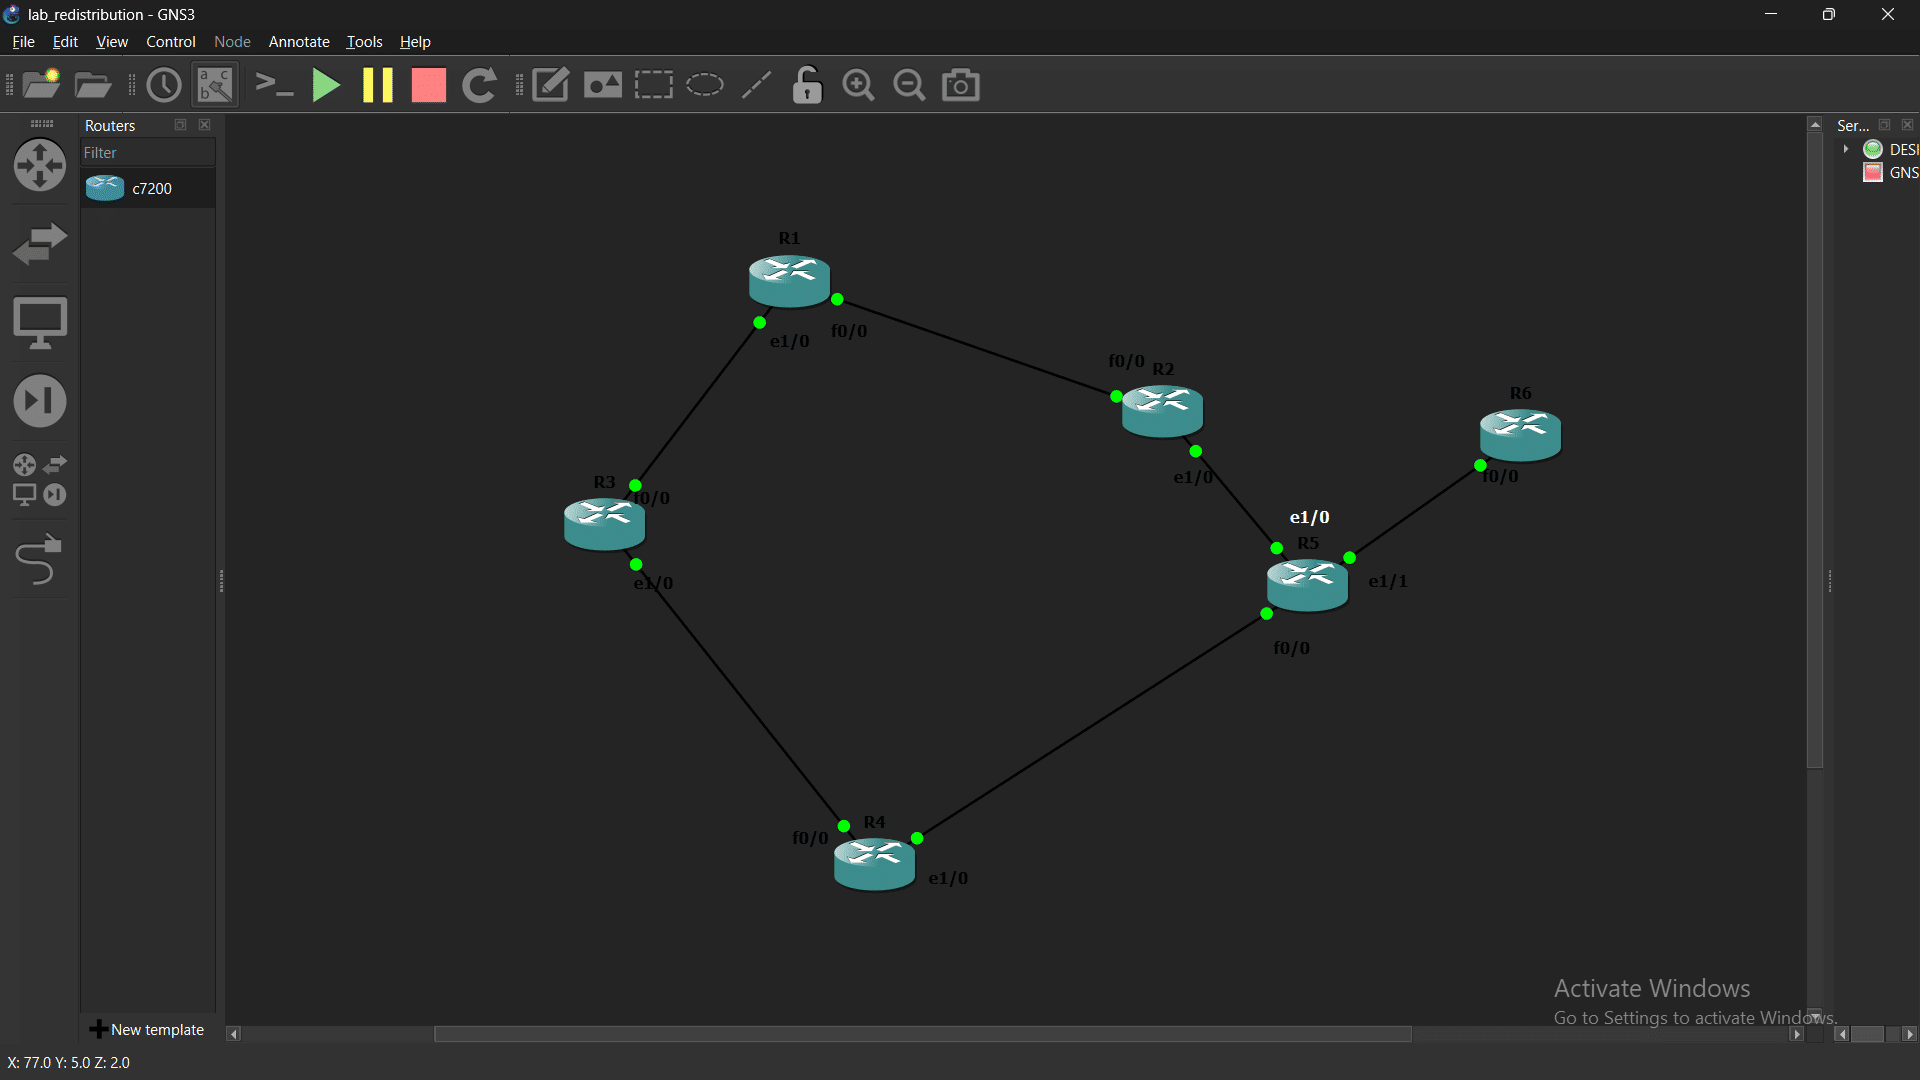 lab_redistribution - GNS3
File Edit View Control Node Annotate Tools Help
Routers
Filter
c7200
New template
R1
e1/0
f0/0
f0/0
R2
e1/0
R6
f0/0
R3
f0/0
e1/0
e1/0
R5
e1/1
f0/0
R4
f0/0
e1/0
Ser...
DESI
GNS
Activate Windows
Go to Settings to activate Windows.
X: 77.0 Y: 5.0 Z: 2.0